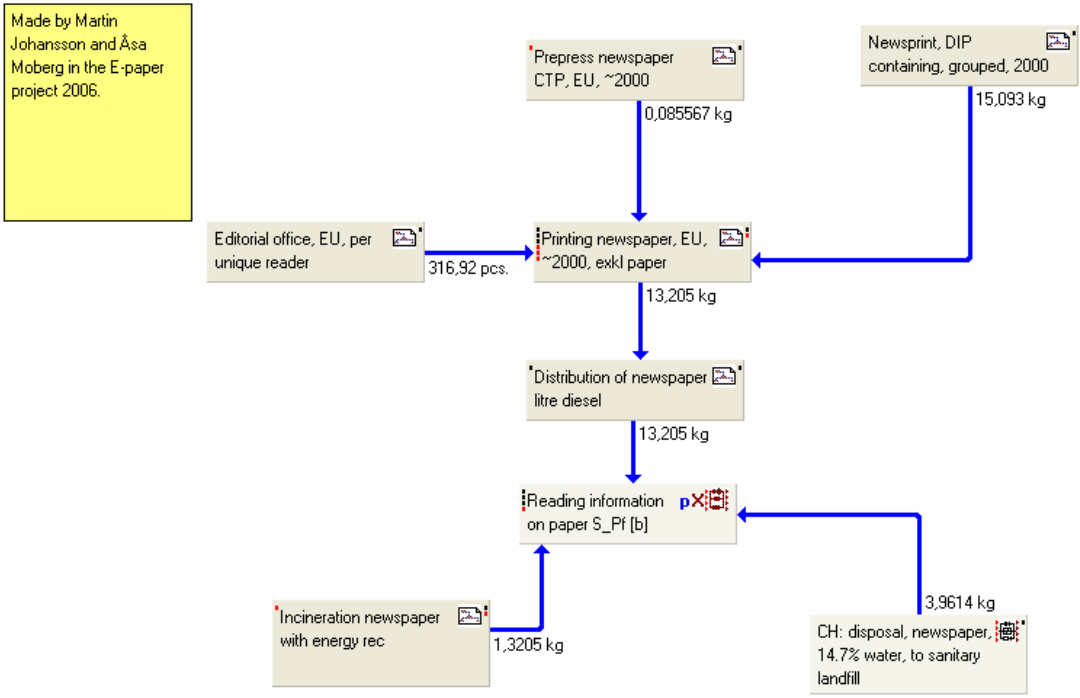 Made by Martin
Johansson and Åsa
Moberg in the E-paper
project 2006.
Prepress newspaper
CTP, EU, ~2000
Newsprint, DIP
containing, grouped, 2000
0,085567 kg
15,093 kg
Editorial office, EU, per
unique reader
316,92 pcs.
Printing newspaper, EU,
~2000, exkl paper
13,205 kg
Distribution of newspaper
litre diesel
13,205 kg
Reading information
on paper S_Pf [b]
pX
Incineration newspaper
with energy rec
1,3205 kg
3,9614 kg
CH: disposal, newspaper,
14.7% water, to sanitary
landfill